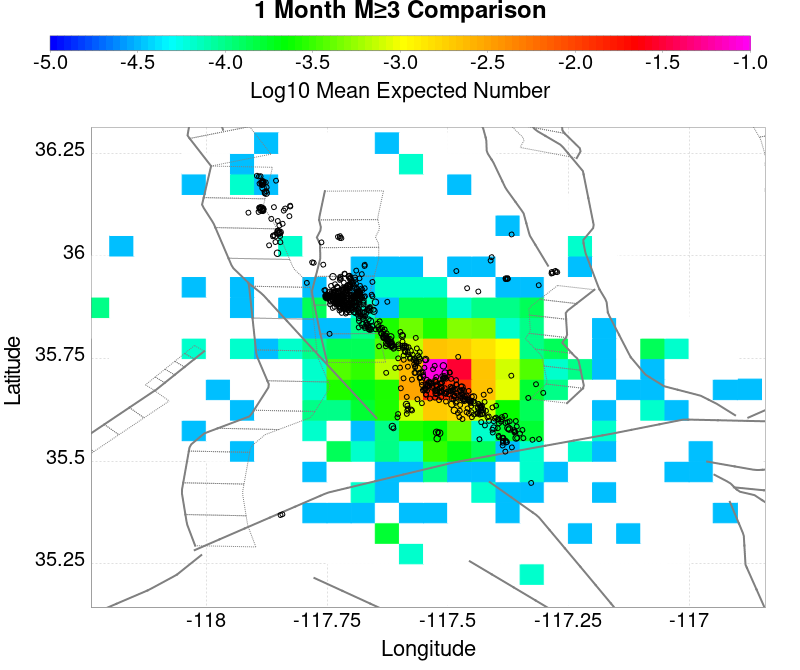 1 Month M≥3 Comparison
-5.0 -4.5 -4.0 -3.5 -3.0 -2.5 -2.0 -1.5 -1.0
Log10 Mean Expected Number
36.25
36
35.75
35.5
35.25
Latitude
-118 -117.75 -117.5 -117.25 -117
Longitude